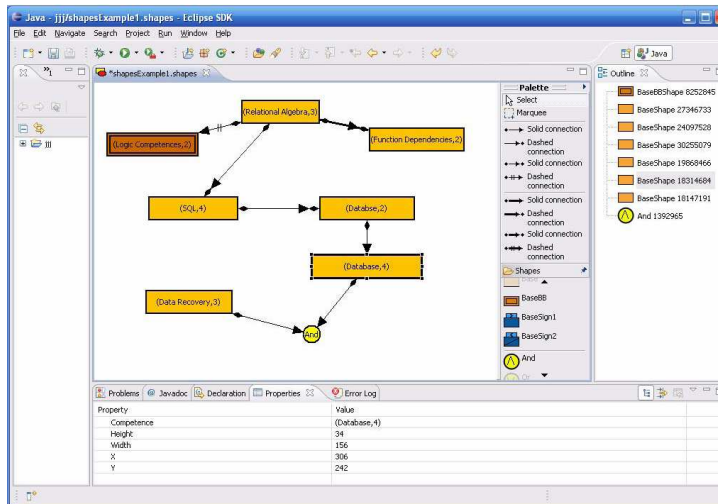 Java - jjj/shapesExample1.shapes - Eclipse SDK
File Edit Navigate Search Project Run Window Help
Java
»1
*shapesExample1.shapes
Outline
jjj
(Relational Algebra,3)
(Logic Competences,2)
(Function Dependencies,2)
(SQL,4)
(Databse,2)
(Database,4)
(Data Recovery,3)
And
Palette
Select
Marquee
Solid connection
Dashed
connection
Solid connection
Dashed
connection
Solid connection
Dashed
connection
Solid connection
Dashed
connection
Shapes
BaseBB
BaseSign1
BaseSign2
And
BaseBBShape 8252845
BaseShape 27346733
BaseShape 24097528
BaseShape 30255079
BaseShape 19868466
BaseShape 18314684
BaseShape 18147191
And 1392965
Problems @ Javadoc Declaration Properties Error Log
Property Value
Competence (Database,4)
Height 34
Width 156
X 306
Y 242